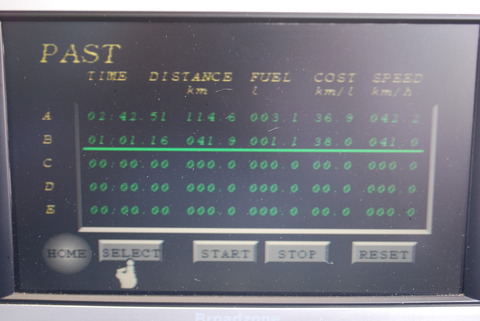 PAST
TIME DISTANCE FUEL COST SPEED
km l km/l km/h
A 02:42.51 114.6 003.1 36.9 042.2
B 01:01.16 041.9 001.1 38.0 041.0
C 00:00.00 000.0 000.0 00.0 000.0
D 00:00.00 000.0 000.0 00.0 000.0
E 00:00.00 000.0 000.0 00.0 000.0
HOME SELECT START STOP RESET
Broadzone